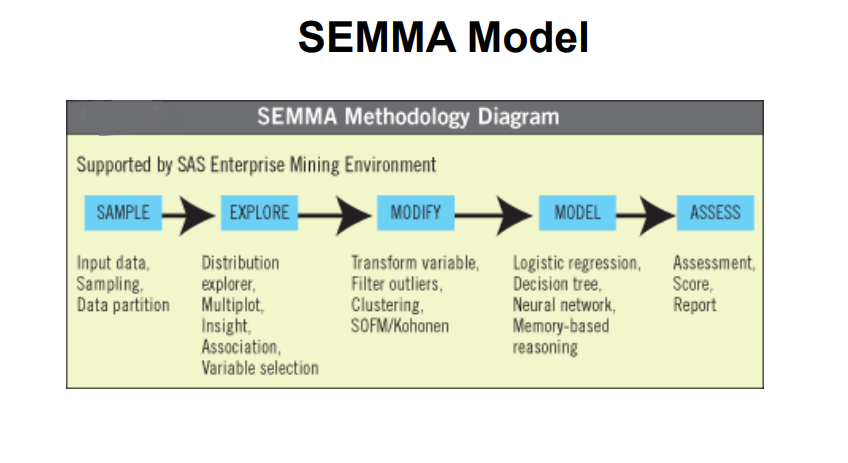 SEMMA Model
SEMMA Methodology Diagram
Supported by SAS Enterprise Mining Environment
SAMPLE
EXPLORE
MODIFY
MODEL
ASSESS
Input data,
Sampling,
Data partition
Distribution
explorer,
Multiplot,
Insight,
Association,
Variable selection
Transform variable,
Filter outliers,
Clustering,
SOFM/Kohonen
Logistic regression,
Decision tree,
Neural network,
Memory-based
reasoning
Assessment,
Score,
Report